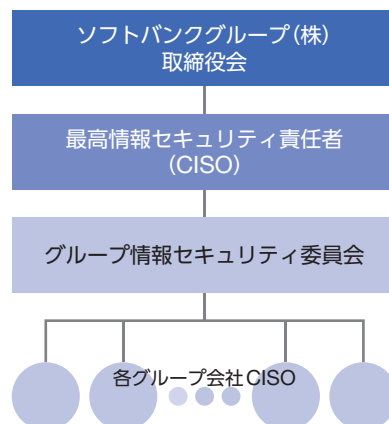 ソフトバンクグループ(株)
取締役会
最高情報セキュリティ責任者
(CISO)
グループ情報セキュリティ委員会
各グループ会社CISO